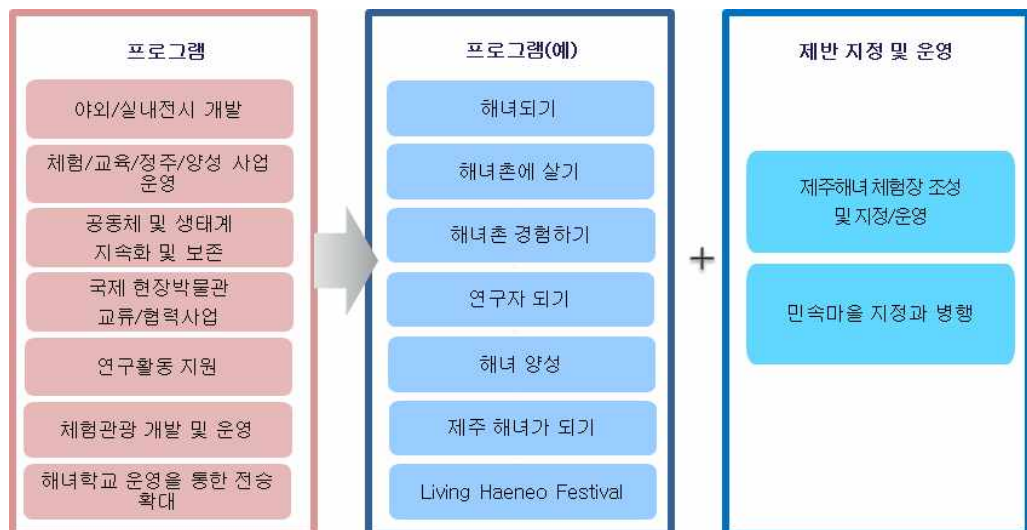 프로그램
야외/실내전시 개발
체험/교육/정주/양성 사업
운영
공동체 및 생태계
지속화 및 보존
국제 현장박물관
교류/협력사업
연구활동 지원
체험관광 개발 및 운영
해녀학교 운영을 통한 전승
확대
프로그램(예)
해녀되기
해녀촌에 살기
해녀촌 경험하기
연구자 되기
해녀 양성
제주 해녀가 되기
Living Haeneo Festival
+
제반 지정 및 운영
제주해녀 체험장 조성
및 지정/운영
민속마을 지정과 병행